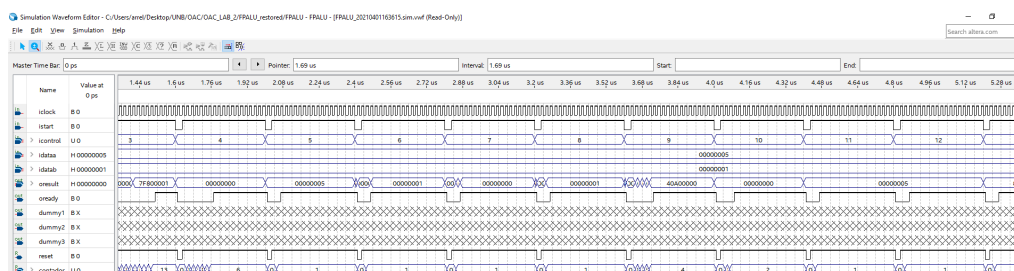 Simulation Waveform Editor - C:/Users/arrel/Desktop/UNB/OAC/OAC_LAB_2/FPALU_restored/FPALU - FPALU - [FPALU_20210401163615.sim.vwf (Read-Only)]
File Edit View Simulation Help
Search altera.com
Master Time Bar: 0 ps Pointer: 1.69 us Interval: 1.69 us Start: End:
Name Value at 0 ps 1.44 us 1.6 us 1.76 us 1.92 us 2.08 us 2.24 us 2.4 us 2.56 us 2.72 us 2.88 us 3.04 us 3.2 us 3.36 us 3.52 us 3.68 us 3.84 us 4.0 us 4.16 us 4.32 us 4.48 us 4.64 us 4.8 us 4.96 us 5.12 us 5.28 us
iclock B 0
istart B 0
icontrol U 0 3 4 5 6 7 8 9 10 11 12
idataa H 00000005 00000005
idatab H 00000001 00000001
oresult H 00000000 7F800001 00000000 00000005 00000001 00000000 00000001 40A00000 00000000 00000005
oready B 0
dummy1 B X
dummy2 B X
dummy3 B X
reset B 0
contador U 0 13 6 1 1 1 1 4 2 1 1